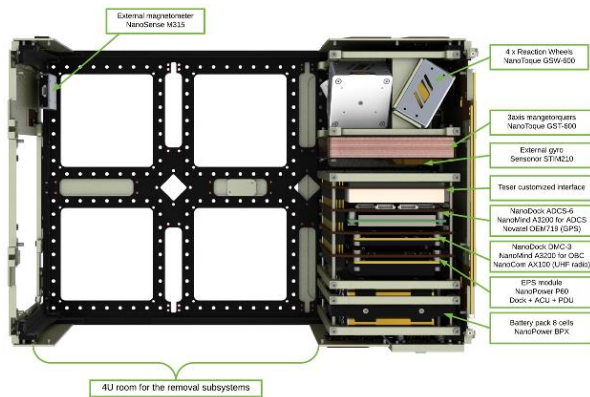 External magnetometer
NanoSense M315
4 x Reaction Wheels
NanoToque GSW-600
3axis mangetorquers
NanoToque GST-600
External gyro
Sensonor STIM210
Teser customized interface
NanoDock ADCS-6
NanoMind A3200 for ADCS
Novatel OEM719 (GPS)
NanoDock DMC-3
NanoMind A3200 for OBC
NanoCom AX100 (UHF radio)
EPS module
NanoPower P60
Dock + ACU + PDU
Battery pack 8 cells
NanoPower BPX
4U room for the removal subsystems